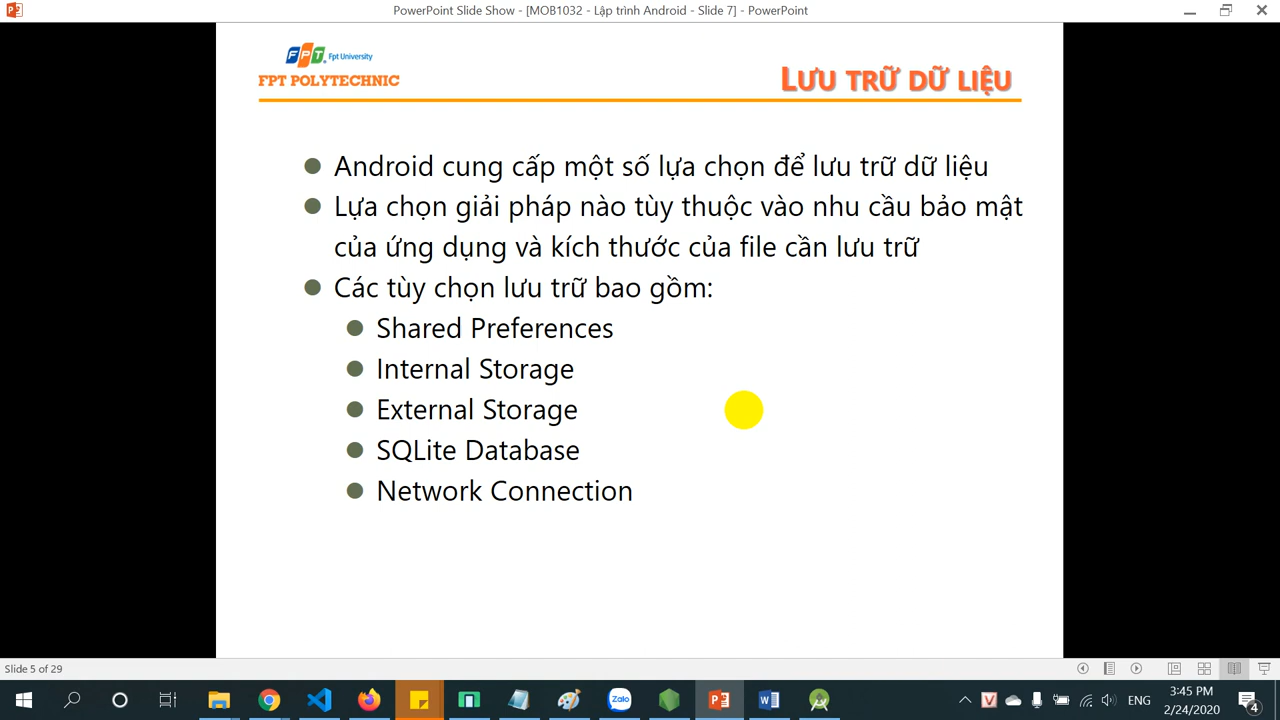 PowerPoint Slide Show - [MOB1032 - Lập trình Android - Slide 7] - PowerPoint
FPT. Fpt University
FPT POLYTECHNIC
LƯU TRỮ DỮ LIỆU
Android cung cấp một số lựa chọn để lưu trữ dữ liệu
Lựa chọn giải pháp nào tùy thuộc vào nhu cầu bảo mật
của ứng dụng và kích thước của file cần lưu trữ
Các tùy chọn lưu trữ bao gồm:
Shared Preferences
Internal Storage
External Storage
SQLite Database
Network Connection
Slide 5 of 29
Zalo
ENG
3:45 PM
2/24/2020
4